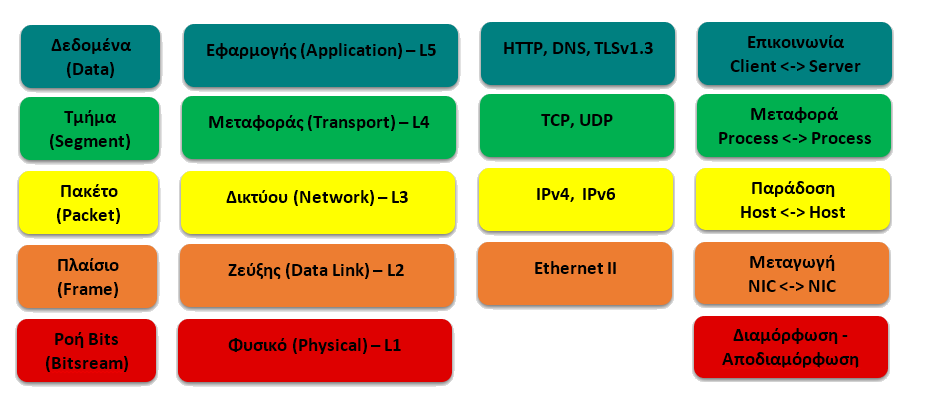 Δεδομένα
(Data)
Εφαρμογής (Application) – L5
HTTP, DNS, TLSv1.3
Επικοινωνία
Client <-> Server
Τμήμα
(Segment)
Μεταφοράς (Transport) – L4
TCP, UDP
Μεταφορά
Process <-> Process
Πακέτο
(Packet)
Δικτύου (Network) – L3
IPv4, IPv6
Παράδοση
Host <-> Host
Πλαίσιο
(Frame)
Ζεύξης (Data Link) – L2
Ethernet II
Μεταγωγή
NIC <-> NIC
Ροή Bits
(Bitsream)
Φυσικό (Physical) – L1
Διαμόρφωση -
Αποδιαμόρφωση